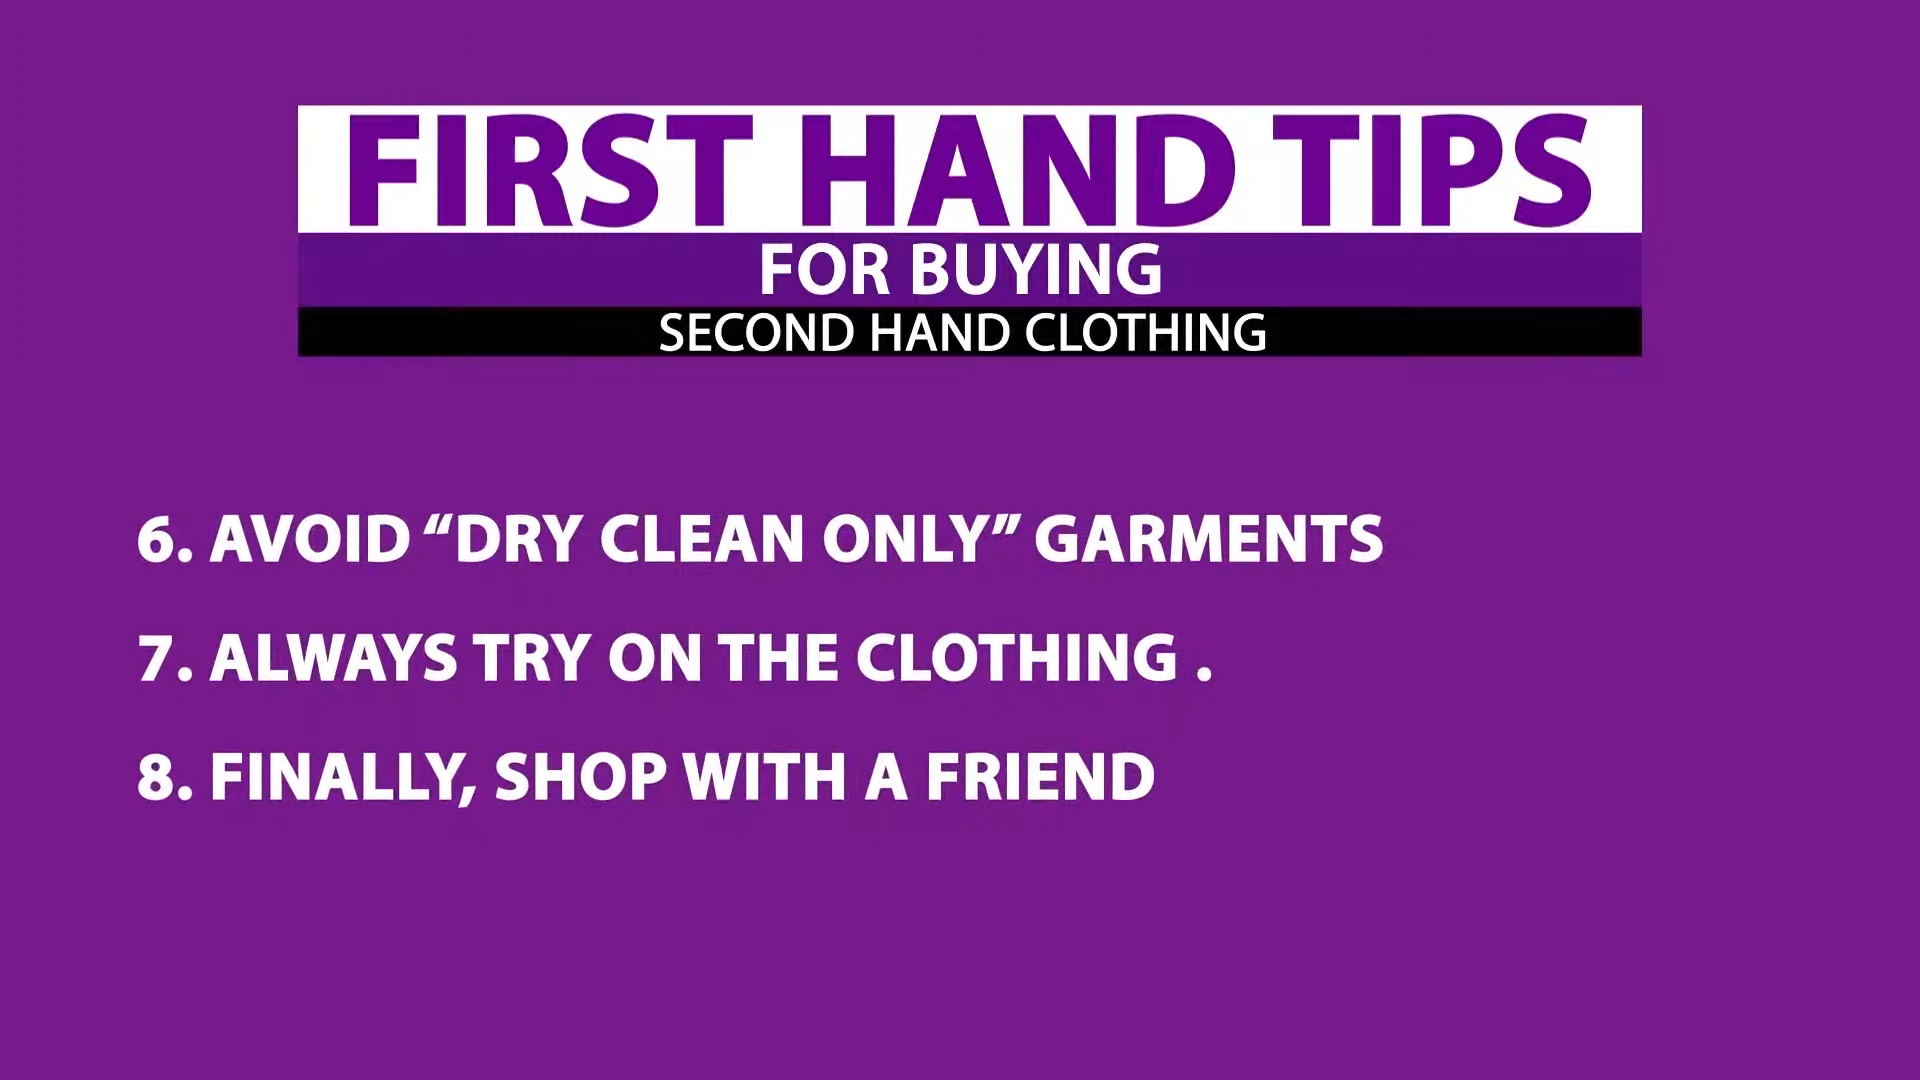 FIRST HAND TIPS
FOR BUYING
SECOND HAND CLOTHING
6. AVOID “DRY CLEAN ONLY” GARMENTS
7. ALWAYS TRY ON THE CLOTHING .
8. FINALLY, SHOP WITH A FRIEND